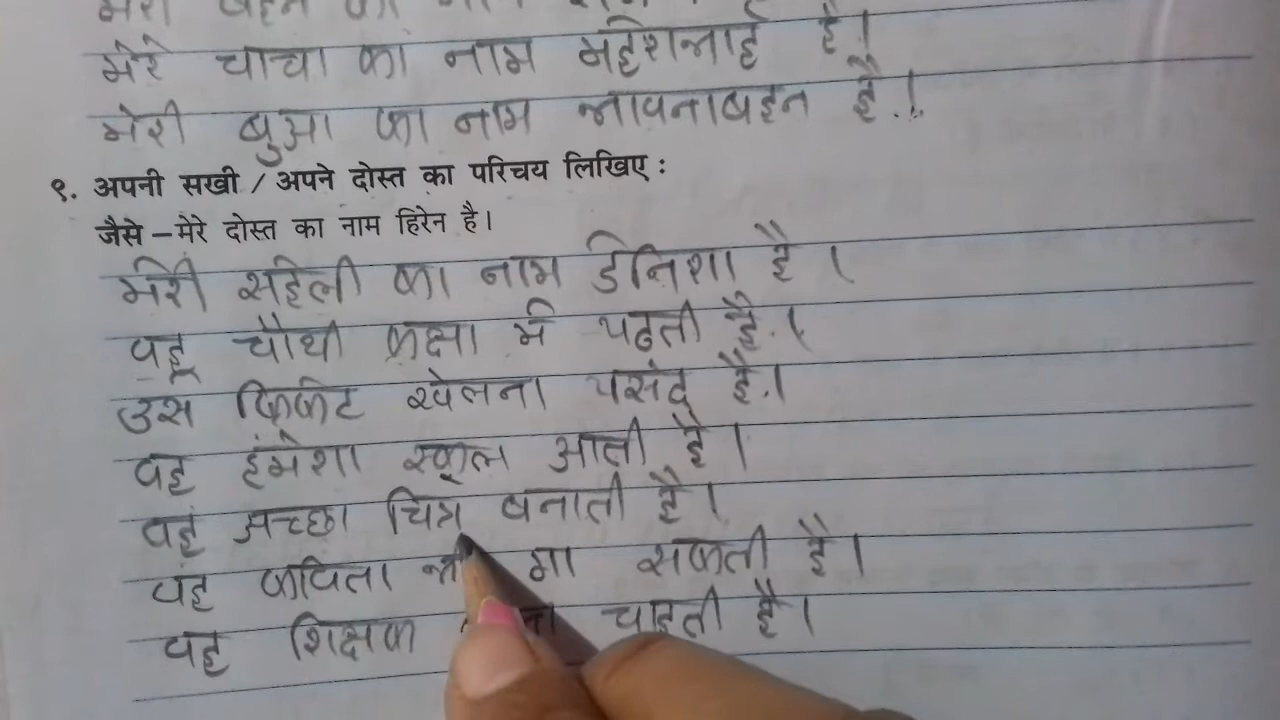 मेरी बहन का नाम
मेरे चाचा का नाम महेशभाई है।
मेरी बुआ का नाम भावनाबहन है।
९. अपनी सखी / अपने दोस्त का परिचय लिखिए :
जैसे – मेरे दोस्त का नाम हिरेन है।
मेरी सहेली का नाम डेनिशा है।
वह चौथी कक्षा में पढ़ती है।
उस क्रिकेट खेलना पसंद है।
वह हंमेशा स्कूल आती है।
वह अच्छा चित्र बनाती है।
वह कविता भी गा सकती है।
वह शिक्षक चाहती है।